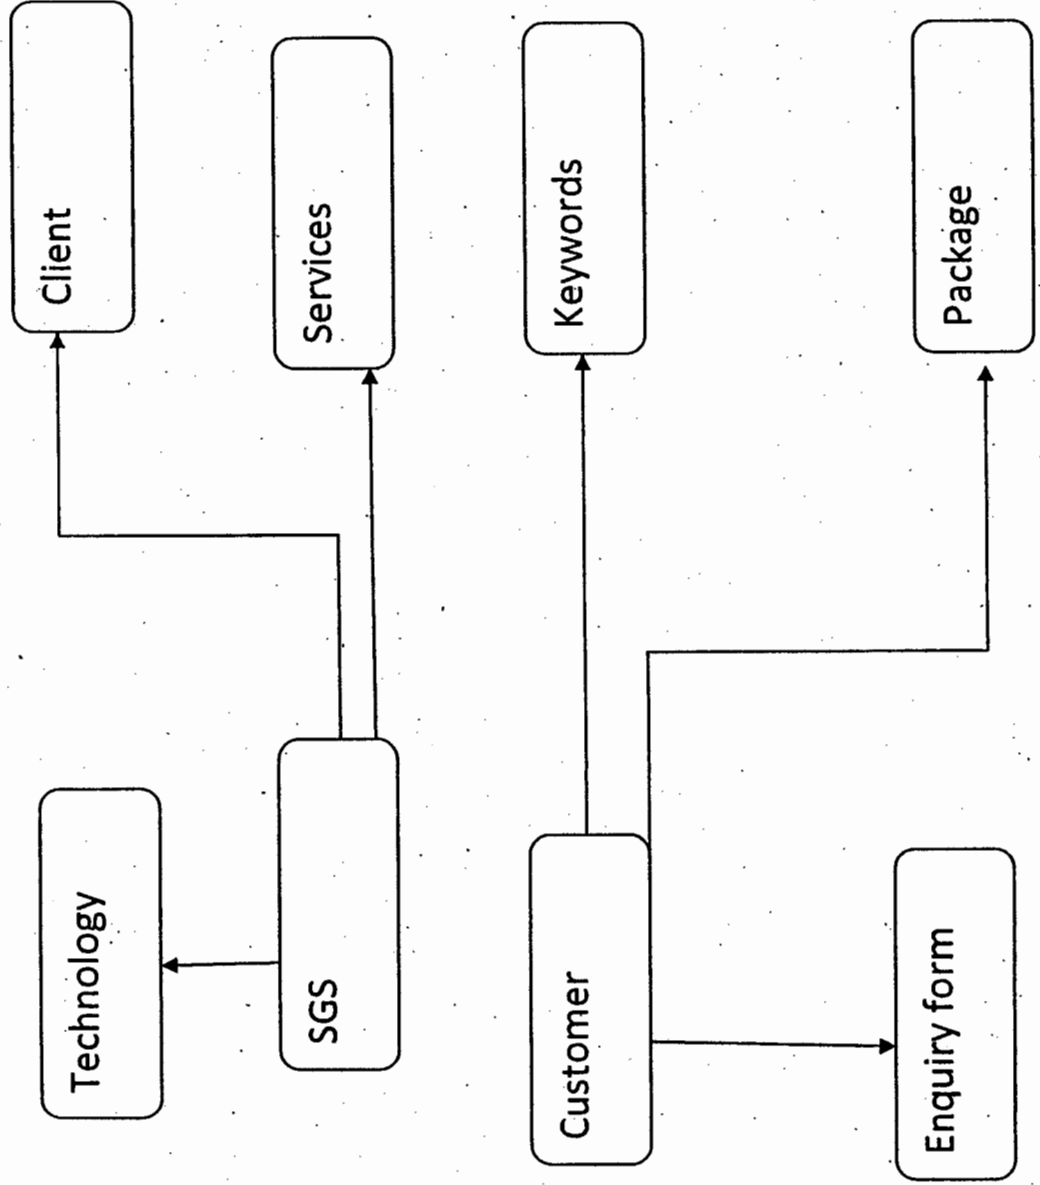 Technology
Client
SGS
Services
Customer
Keywords
Enquiry form
Package